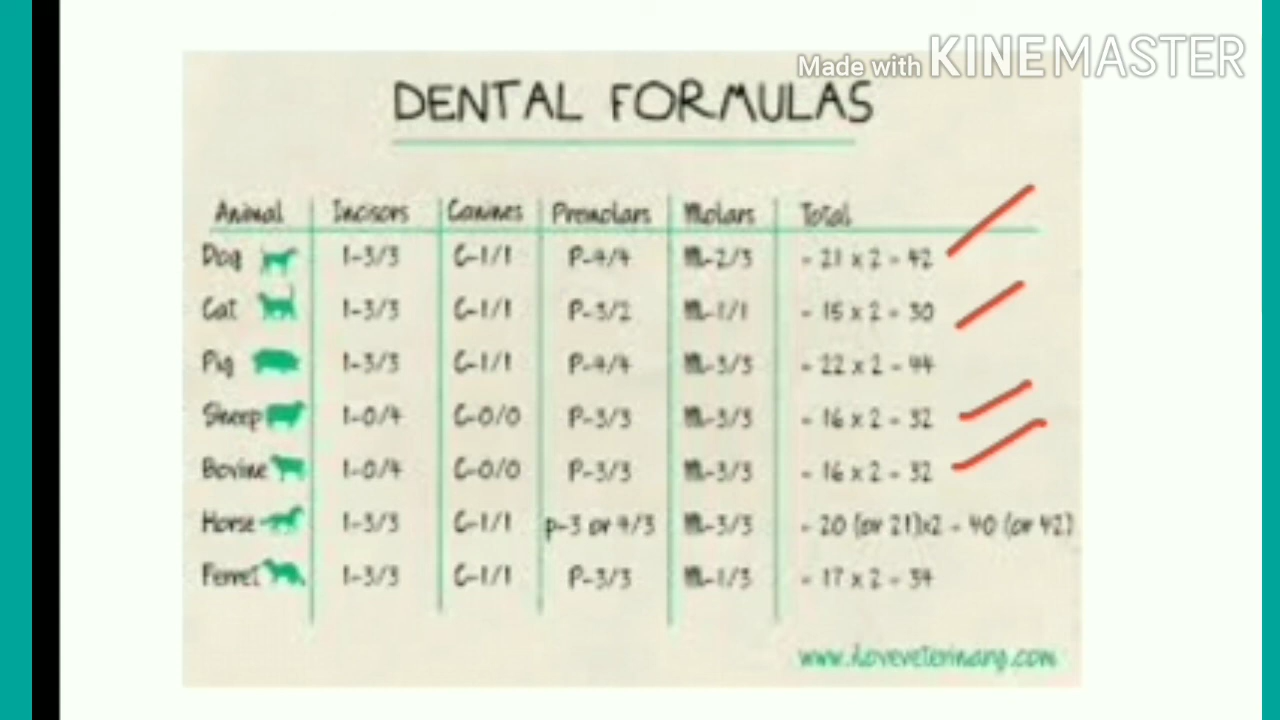 Made with KINEMASTER
DENTAL FORMULAS
Animal Incisors Canines Premolars Molars Total
Dog I-3/3 C-1/1 P-4/4 M-2/3 - 21 x 2 - 42
Cat I-3/3 C-1/1 P-3/2 M-1/1 - 15 x 2 - 30
Pig I-3/3 C-1/1 P-4/4 M-3/3 - 22 x 2 - 44
Sheep I-0/4 C-0/0 P-3/3 M-3/3 - 16 x 2 - 32
Bovine I-0/4 C-0/0 P-3/3 M-3/3 - 16 x 2 - 32
Horse I-3/3 C-1/1 P-3 or 4/3 M-3/3 - 20 (or 21)x2 - 40 (or 42)
Ferret I-3/3 C-1/1 P-3/3 M-1/3 - 17 x 2 - 34
www.iloveveterinary.com